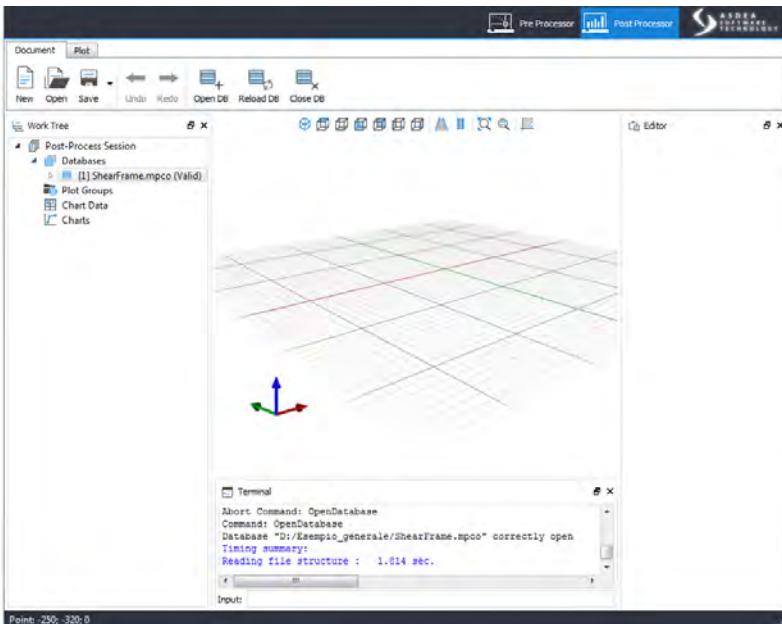 Pre Processor
Post Processor
ASDEA
SOFTWARE
TECHNOLOGY
Document
Plot
New
Open
Save
Undo
Redo
Open DB
Reload DB
Close DB
Work Tree
Editor
Post-Process Session
Databases
[1] ShearFrame.mpco (Valid)
Plot Groups
Chart Data
Charts
Terminal
Abort Command: OpenDatabase
Command: OpenDatabase
Database "D:/Esempio_generale/ShearFrame.mpco" correctly open
Timing summary:
Reading file structure : 1.814 sec.
Input:
Point: -250; -320; 0